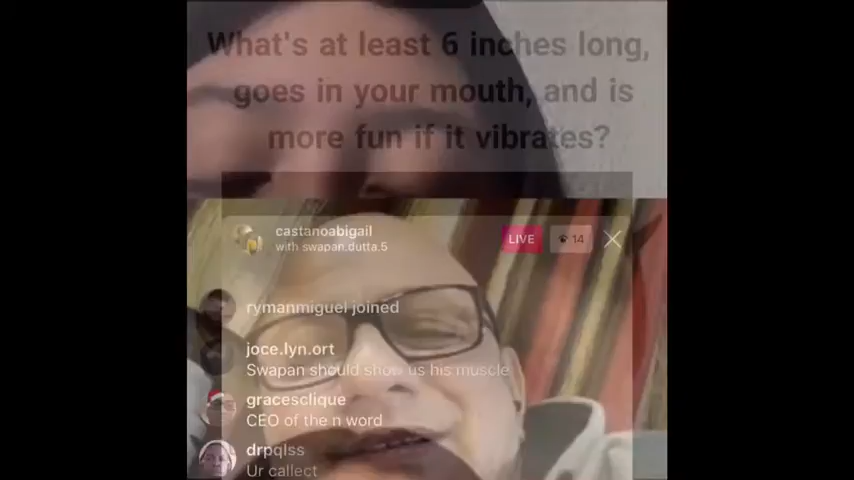 What's at least 6 inches long,
goes in your mouth, and is
more fun if it vibrates?
castanoabigail
with swapan.dutta.5
LIVE
14
rymanmiguel joined
joce.lyn.ort
Swapan should show us his muscle
gracesclique
CEO of the n word
drpqlss
Ur callect